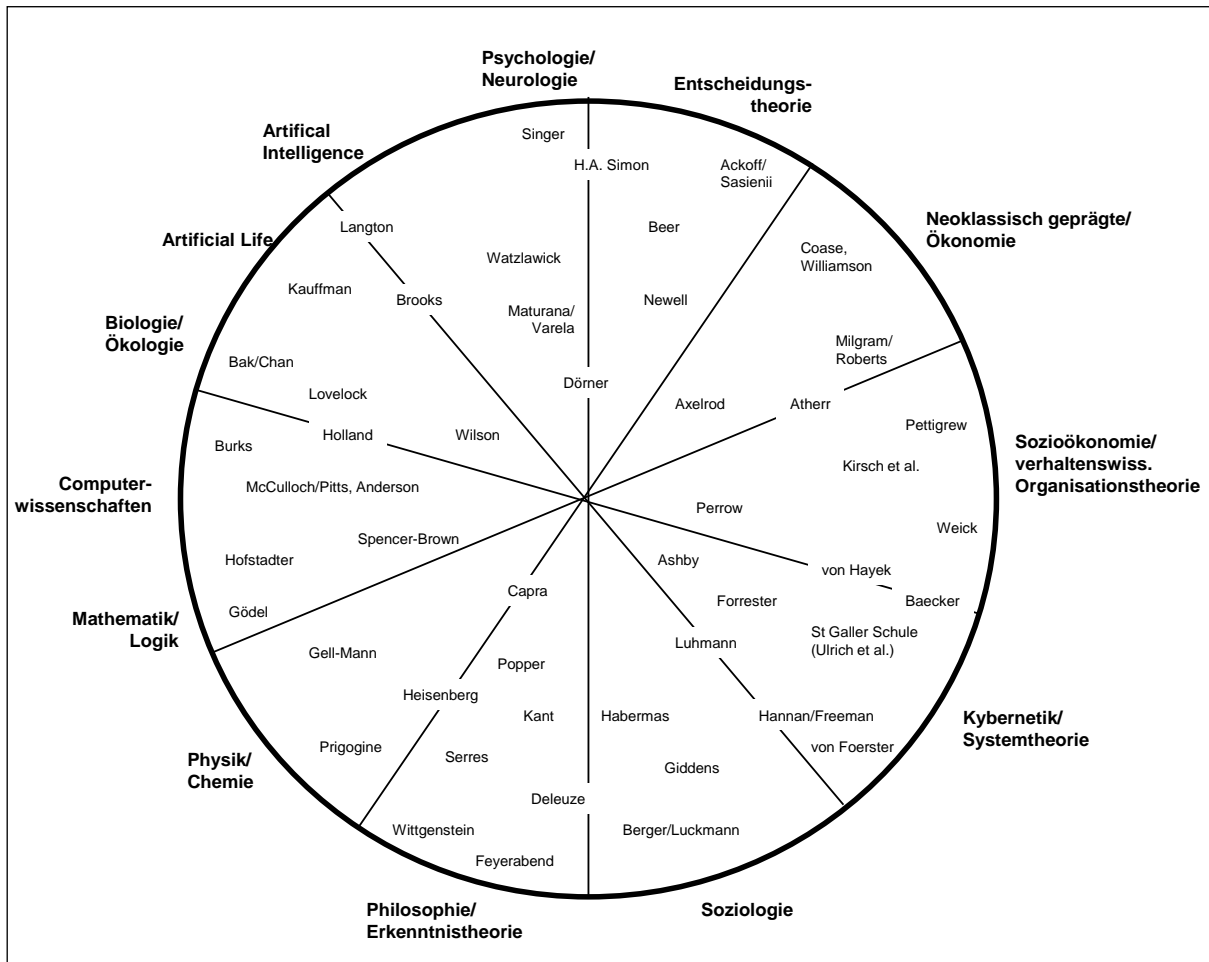 Psychologie/
Neurologie
Entscheidungs-
theorie
Artifical
Intelligence
Singer
H.A. Simon
Ackoff/
Sasienii
Neoklassisch geprägte/
Ökonomie
Langton
Beer
Artificial Life
Coase,
Williamson
Watzlawick
Kauffman
Brooks
Newell
Maturana/
Varela
Biologie/
Ökologie
Milgram/
Roberts
Bak/Chan
Dörner
Lovelock
Axelrod
Atherr
Pettigrew
Holland
Wilson
Burks
Sozioökonomie/
verhaltenswiss.
Organisationstheorie
Kirsch et al.
Computer-
wissenschaften
McCulloch/Pitts, Anderson
Perrow
Weick
Spencer-Brown
Hofstadter
Ashby
von Hayek
Capra
Forrester
Baecker
Gödel
Mathematik/
Logik
Luhmann
St Galler Schule
(Ulrich et al.)
Gell-Mann
Popper
Heisenberg
Kant
Habermas
Hannan/Freeman
Kybernetik/
Systemtheorie
Prigogine
von Foerster
Physik/
Chemie
Serres
Giddens
Deleuze
Wittgenstein
Berger/Luckmann
Feyerabend
Philosophie/
Erkenntnistheorie
Soziologie